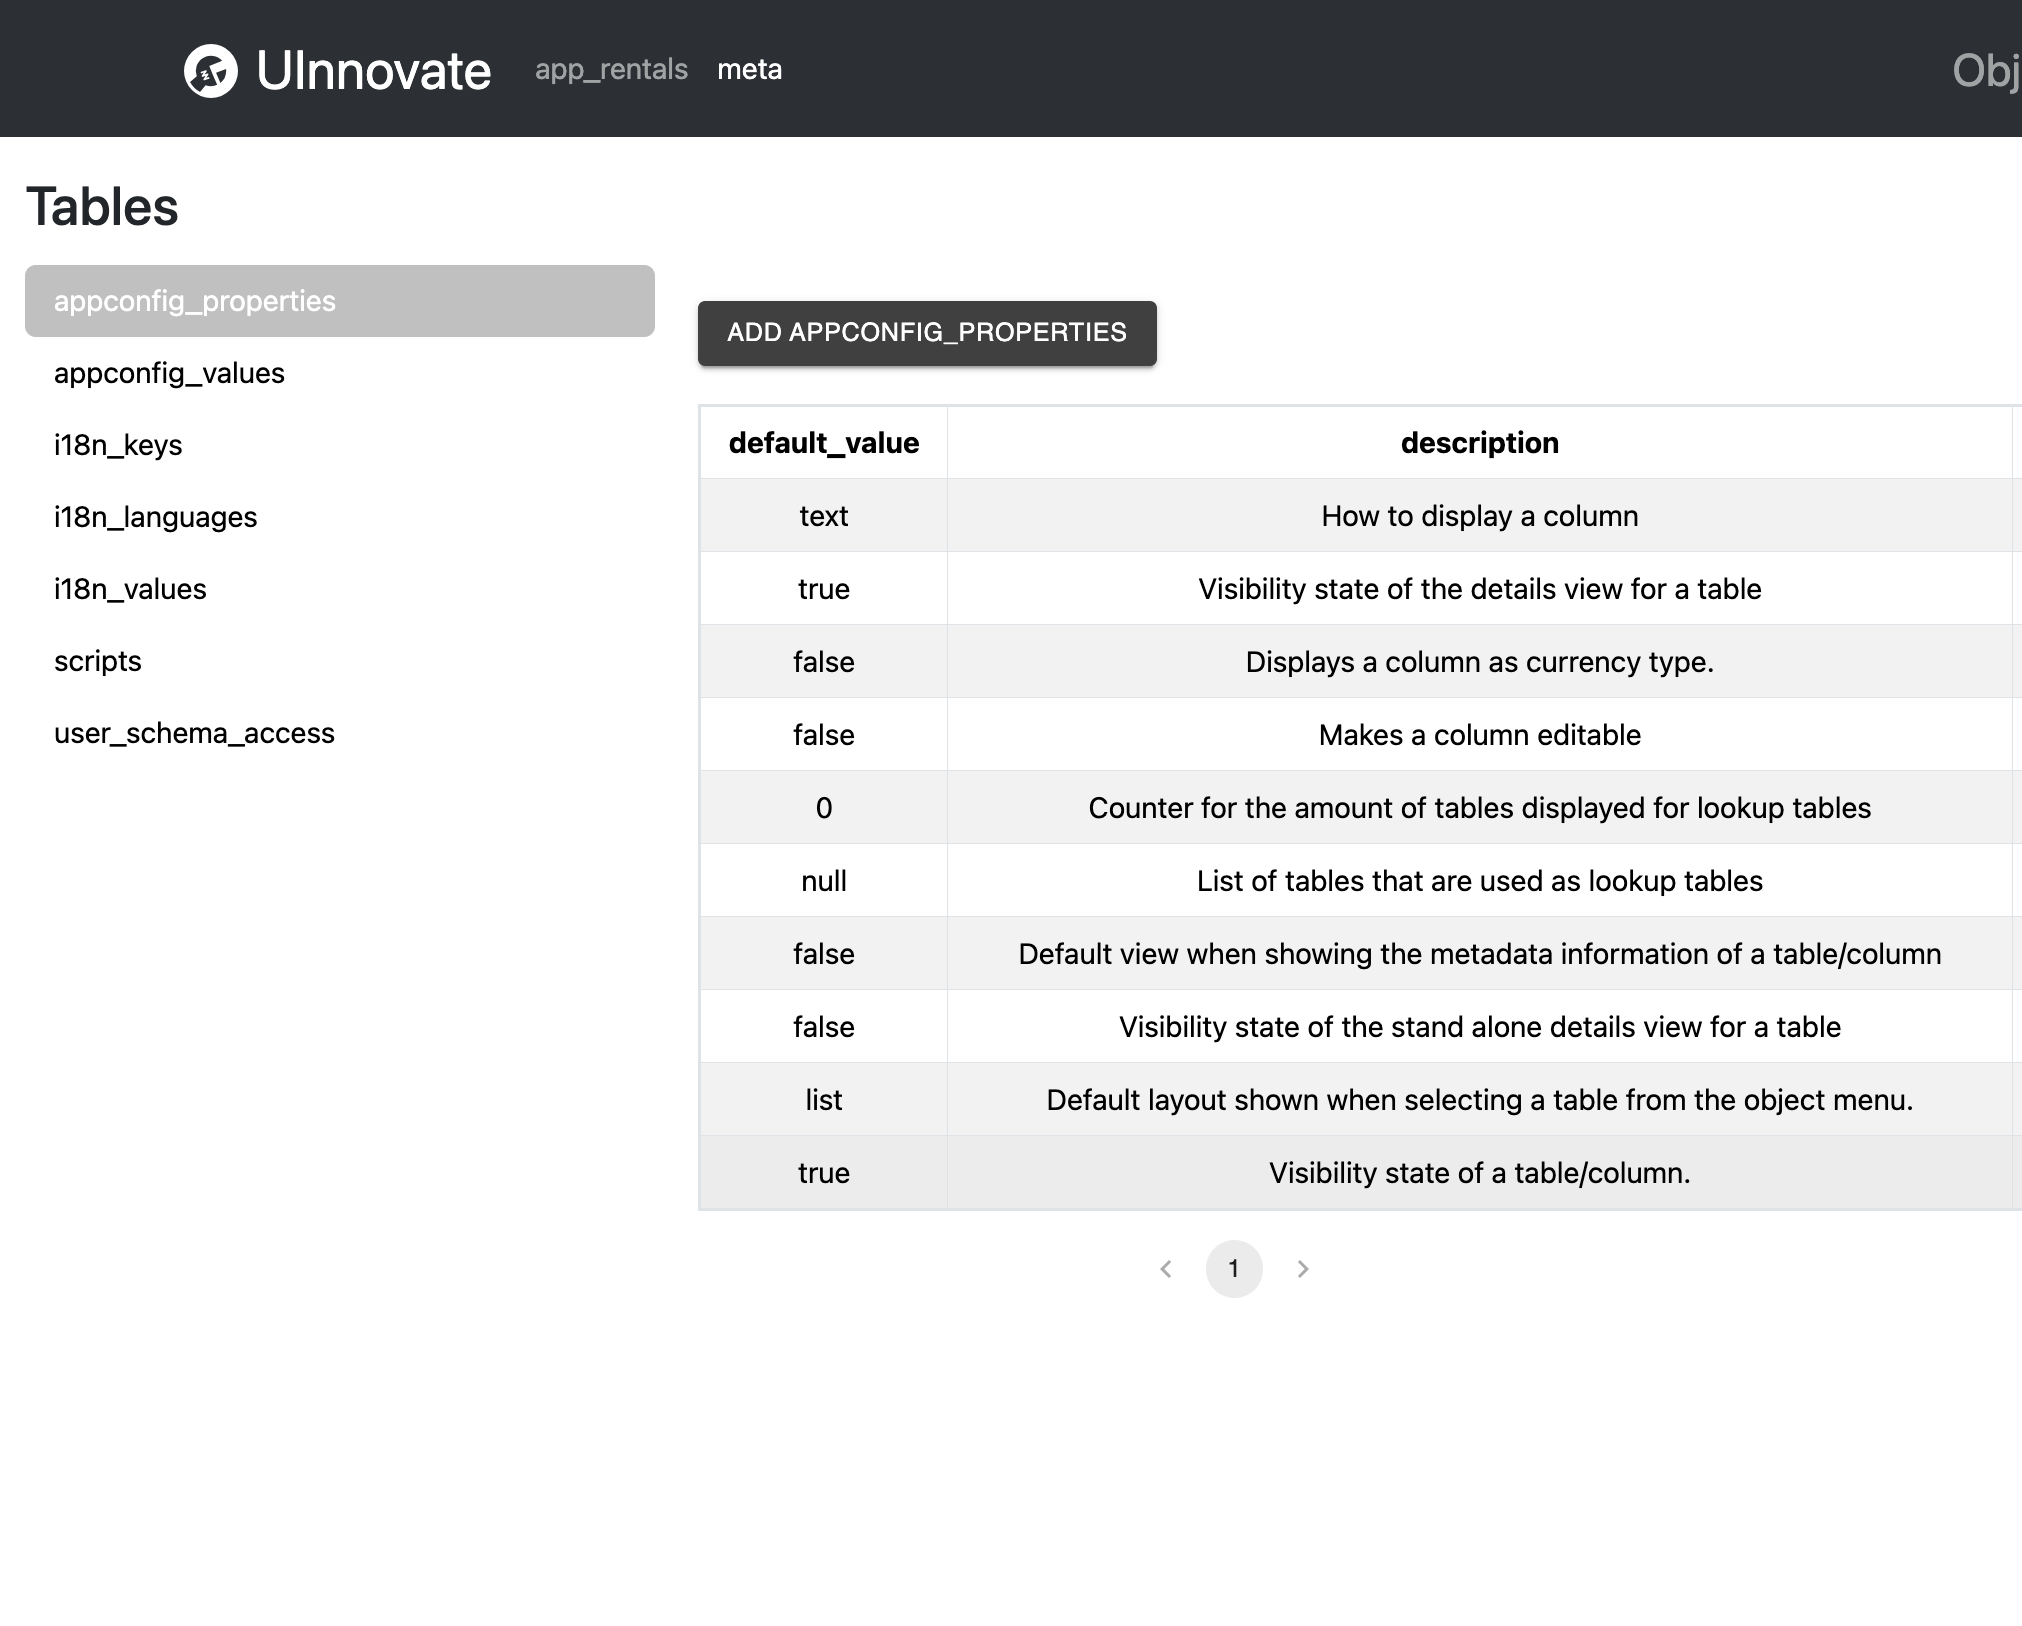 UInnovate app_rentals meta Obj
Tables
appconfig_properties
appconfig_values
i18n_keys
i18n_languages
i18n_values
scripts
user_schema_access
ADD APPCONFIG_PROPERTIES
default_value description
text How to display a column
true Visibility state of the details view for a table
false Displays a column as currency type.
false Makes a column editable
0 Counter for the amount of tables displayed for lookup tables
null List of tables that are used as lookup tables
false Default view when showing the metadata information of a table/column
false Visibility state of the stand alone details view for a table
list Default layout shown when selecting a table from the object menu.
true Visibility state of a table/column.
1